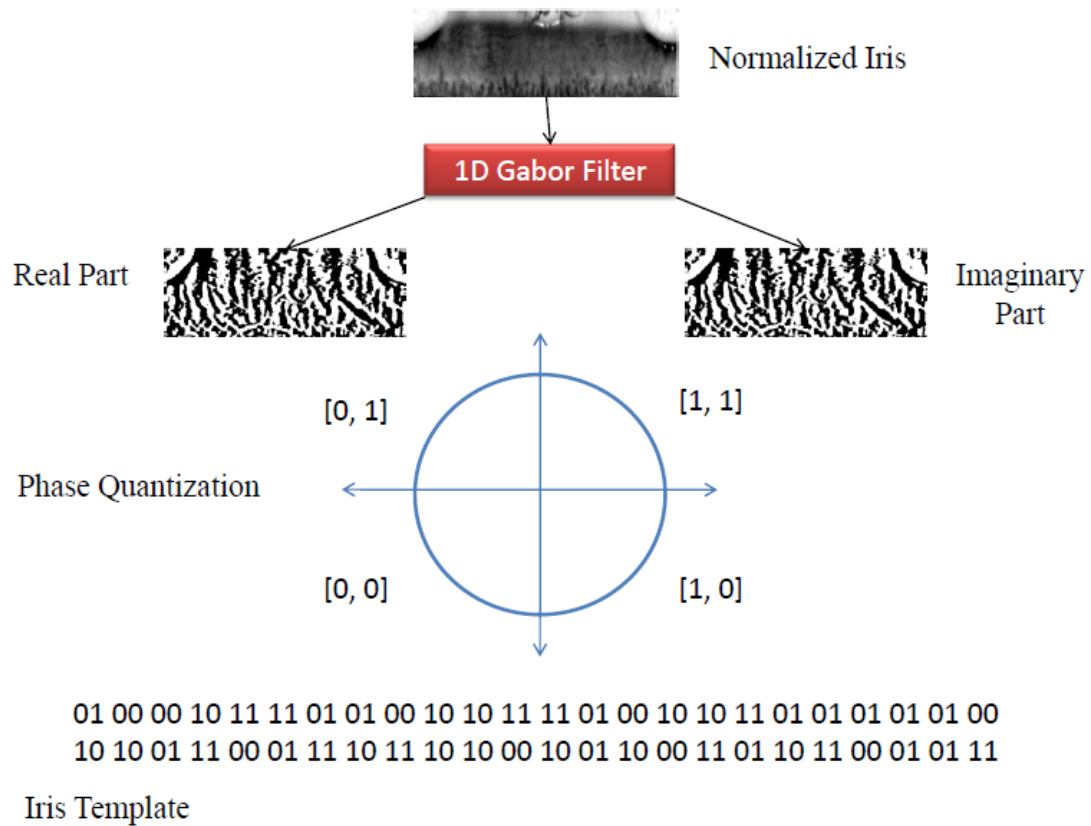 Normalized Iris
1D Gabor Filter
Real Part
Imaginary
Part
[0, 1]
[1, 1]
Phase Quantization
[0, 0]
[1, 0]
01 00 00 10 11 11 01 01 00 10 10 11 11 01 00 10 10 11 01 01 01 01 01 00
10 10 01 11 00 01 11 10 11 10 10 00 10 01 10 00 11 01 10 11 00 01 01 11
Iris Template